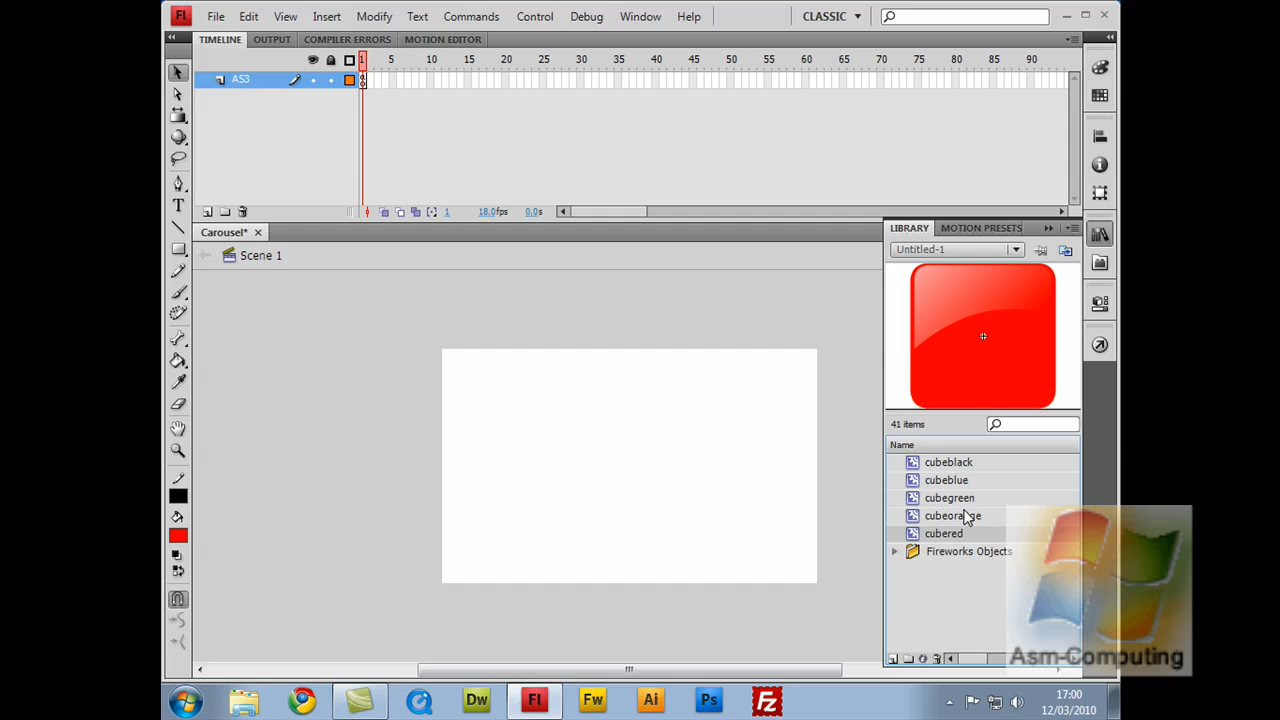 Fl File Edit View Insert Modify Text Commands Control Debug Window Help CLASSIC
TIMELINE OUTPUT COMPILER ERRORS MOTION EDITOR
1 5 10 15 20 25 30 35 40 45 50 55 60 65 70 75 80 85 90
AS3
1 18.0fps 0.0s
Carousel*
LIBRARY MOTION PRESETS
Scene 1
Untitled-1
T
41 items
Name
cubeblack
cubeblue
cubegreen
cubeorange
cubered
Fireworks Objects
Asm-Computing
Dw Fl Fw Ai Ps Fz
17:00
12/03/2010